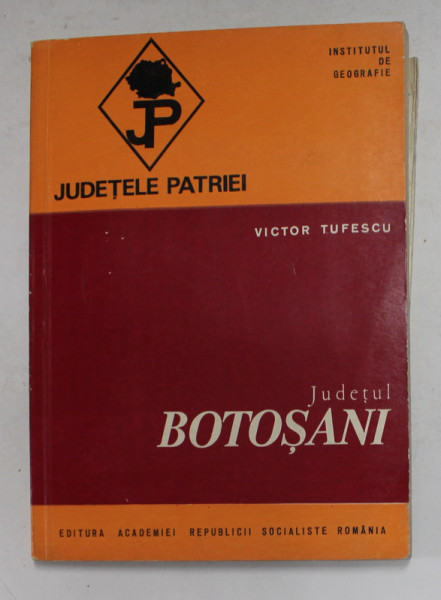 INSTITUTUL
DE
GEOGRAFIE
JP
JUDEȚELE PATRIEI
VICTOR TUFESCU
Județul
BOTOȘANI
EDITURA ACADEMIEI REPUBLICII SOCIALISTE ROMÂNIA